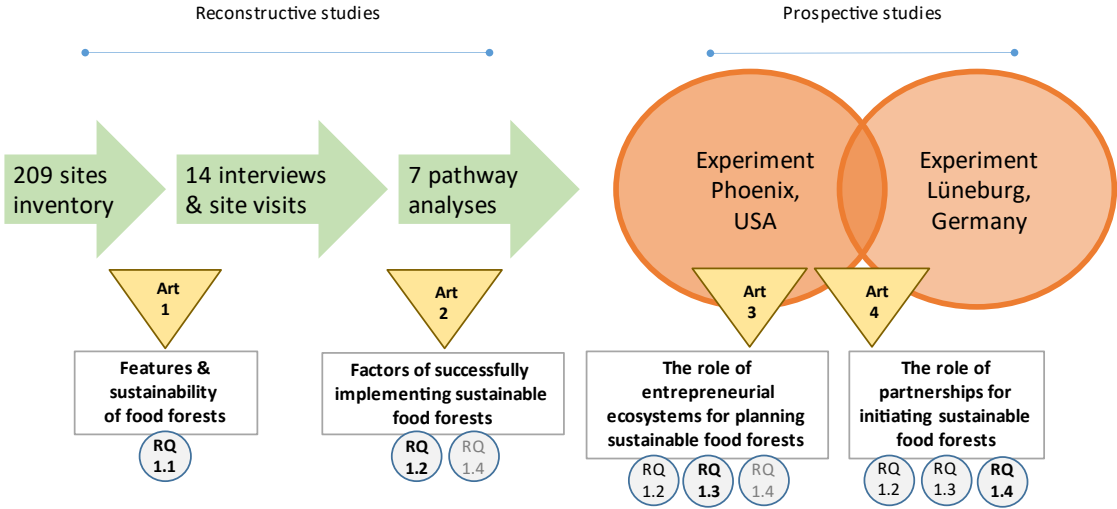 Reconstructive studies
Prospective studies
209 sites
inventory
14 interviews
& site visits
7 pathway
analyses
Experiment
Phoenix,
USA
Experiment
Lüneburg,
Germany
Art
1
Art
2
Art
3
Art
4
Features &
sustainability
of food forests
Factors of successfully
implementing sustainable
food forests
The role of
entrepreneurial
ecosystems for planning
sustainable food forests
The role of
partnerships for
initiating sustainable
food forests
RQ
1.1
RQ
1.2
RQ
1.4
RQ
1.2
RQ
1.3
RQ
1.4
RQ
1.2
RQ
1.3
RQ
1.4